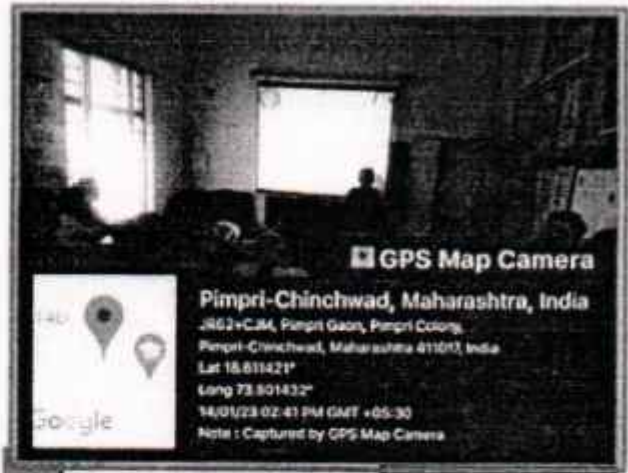 GPS Map Camera
Pimpri-Chinchwad, Maharashtra, India
JR62+CJM, Pimpri Gaon, Pimpri Colony,
Pimpri-Chinchwad, Maharashtra 411017, India
Lat 18.611421°
Long 73.801432°
14/01/23 02:41 PM GMT +05:30
Note : Captured by GPS Map Camera
Google